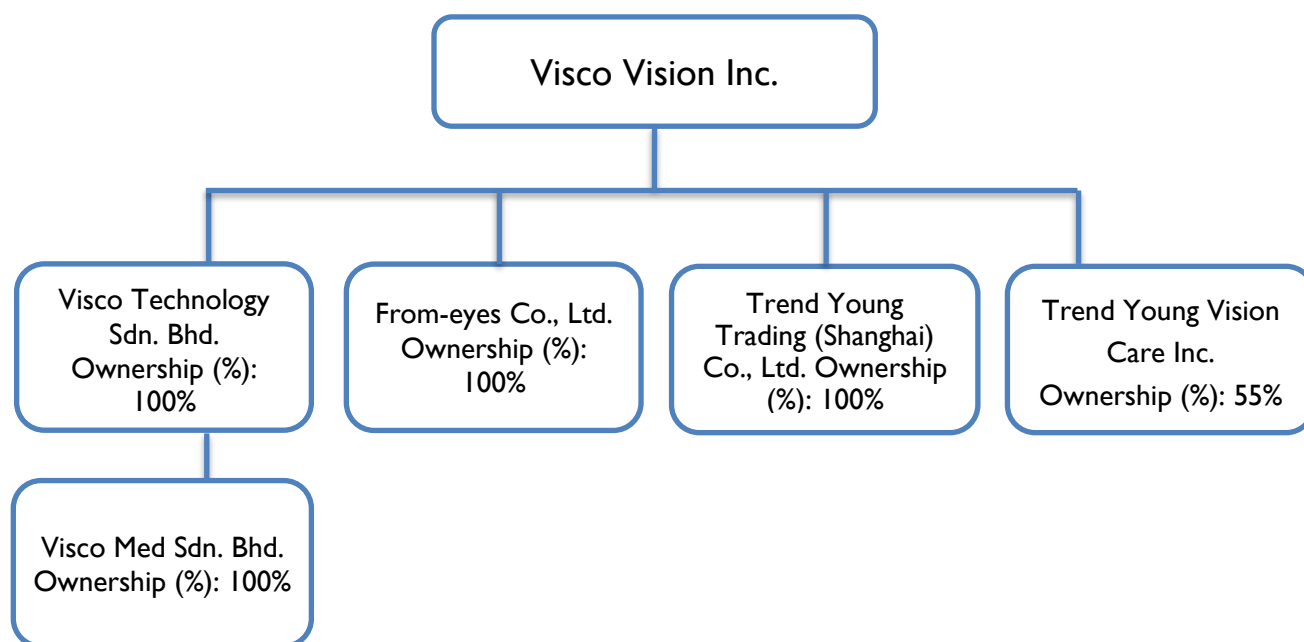 Visco Vision Inc.
Visco Technology
Sdn. Bhd.
Ownership (%):
100%
From-eyes Co., Ltd.
Ownership (%):
100%
Trend Young
Trading (Shanghai)
Co., Ltd. Ownership
(%): 100%
Trend Young Vision
Care Inc.
Ownership (%): 55%
Visco Med Sdn. Bhd.
Ownership (%): 100%